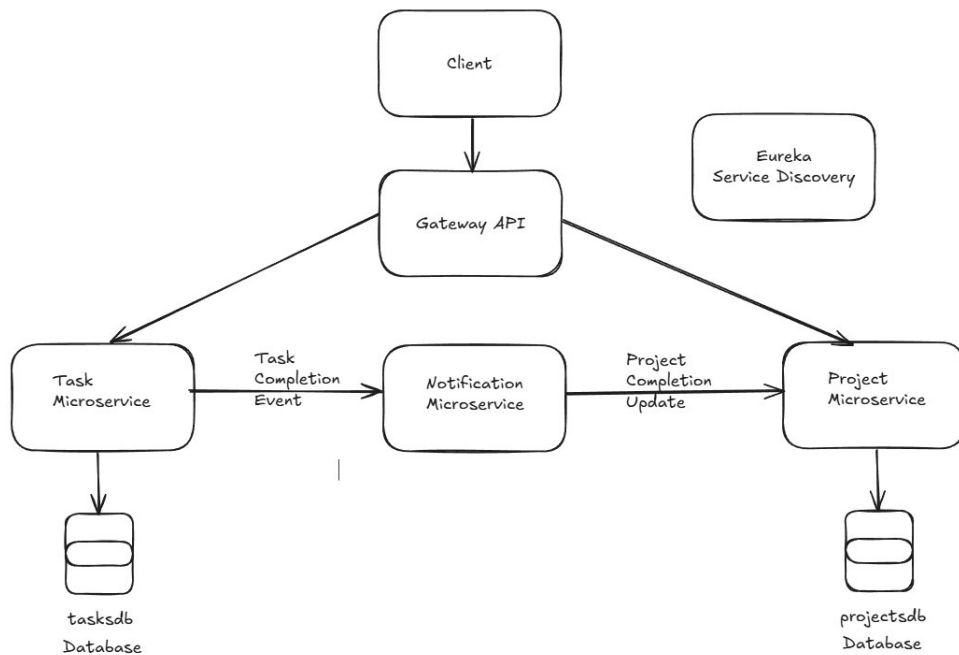 Client
Eureka
Service Discovery
Gateway API
Task
Microservice
Task
Completion
Event
Notification
Microservice
Project
Completion
Update
Project
Microservice
tasksdb
Database
projectsdb
Database